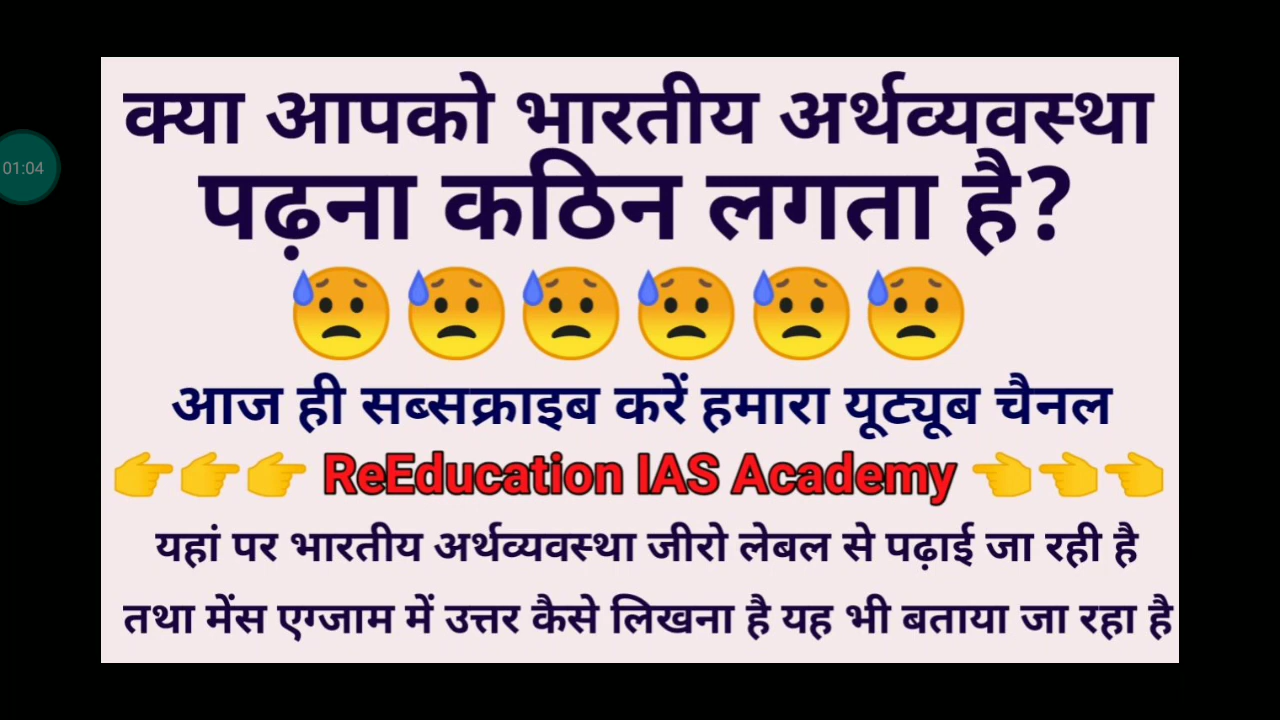 क्या आपको भारतीय अर्थव्यवस्था
पढ़ना कठिन लगता है?
😰😰😰😰😰😰
01:04
आज ही सब्सक्राइब करें हमारा यूट्यूब चैनल
👉👉👉 ReEducation IAS Academy 👈👈👈
यहां पर भारतीय अर्थव्यवस्था जीरो लेबल से पढ़ाई जा रही है
तथा मेंस एग्जाम में उत्तर कैसे लिखना है यह भी बताया जा रहा है